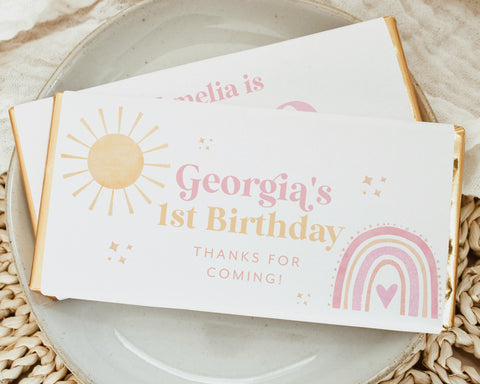 melia is
Georgia's
1st Birthday
THANKS FOR
COMING!